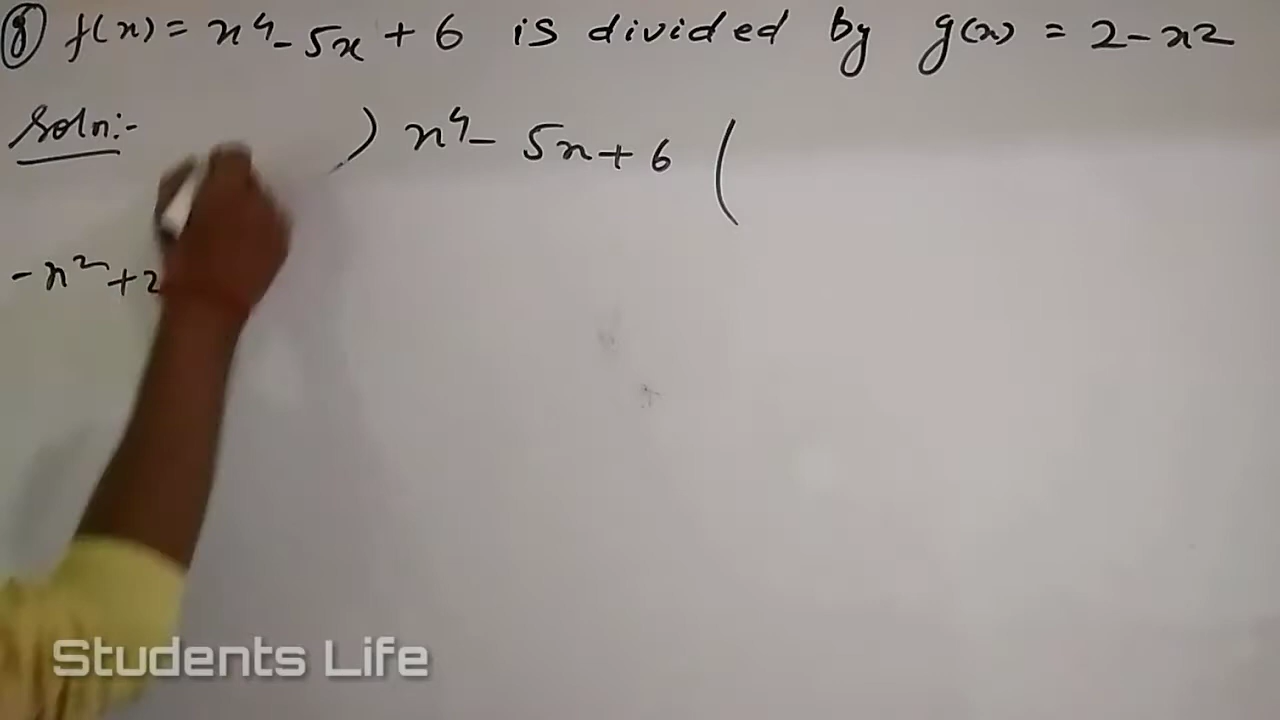 8) f(x) = x4 - 5x + 6 is divided by g(x) = 2 - x2
Soln:-
) x4 - 5x + 6 (
-x² + 2
Students Life